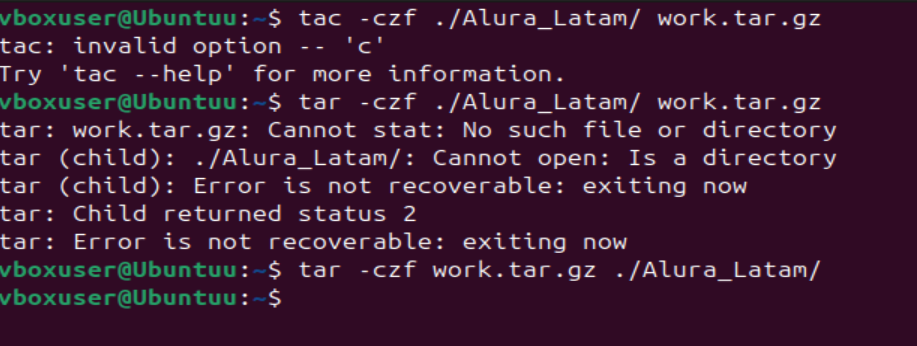 vboxuser@Ubuntuu:~$ tac -czf ./Alura_Latam/ work.tar.gz
tac: invalid option -- 'c'
Try 'tac --help' for more information.
vboxuser@Ubuntuu:~$ tar -czf ./Alura_Latam/ work.tar.gz
tar: work.tar.gz: Cannot stat: No such file or directory
tar (child): ./Alura_Latam/: Cannot open: Is a directory
tar (child): Error is not recoverable: exiting now
tar: Child returned status 2
tar: Error is not recoverable: exiting now
vboxuser@Ubuntuu:~$ tar -czf work.tar.gz ./Alura_Latam/
vboxuser@Ubuntuu:~$